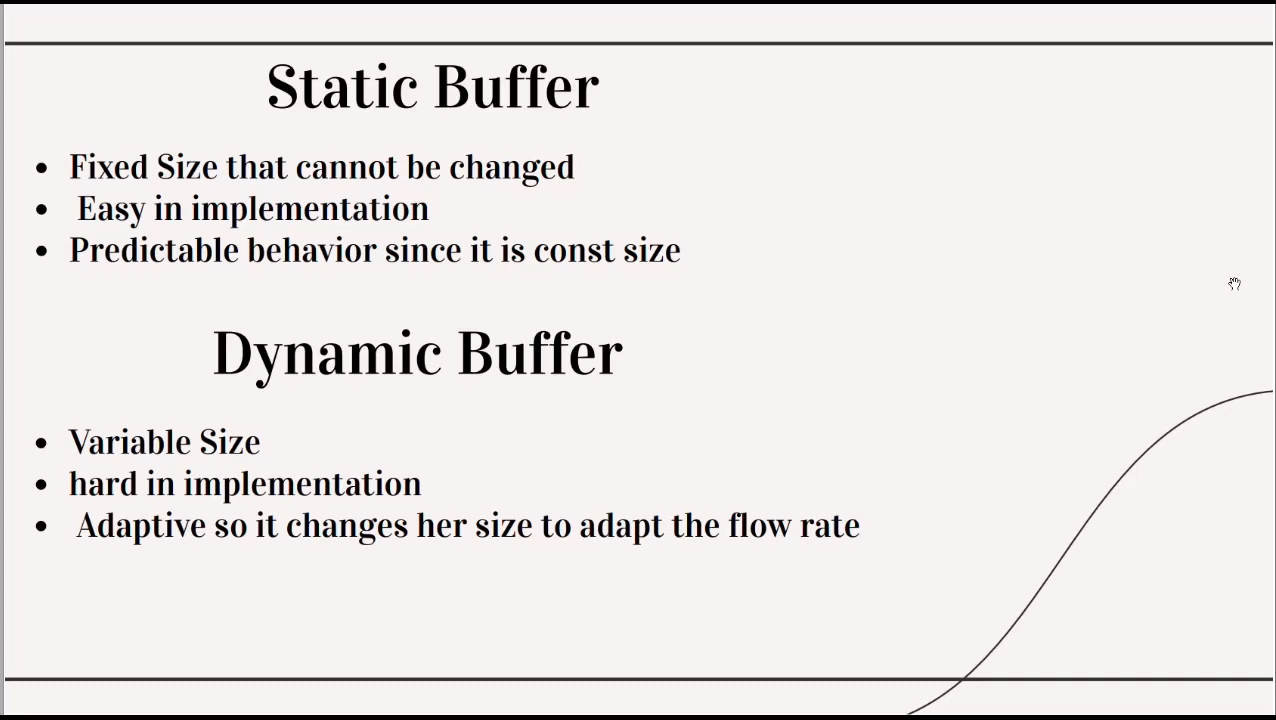 Static Buffer
• Fixed Size that cannot be changed
• Easy in implementation
• Predictable behavior since it is const size
Dynamic Buffer
• Variable Size
• hard in implementation
• Adaptive so it changes her size to adapt the flow rate